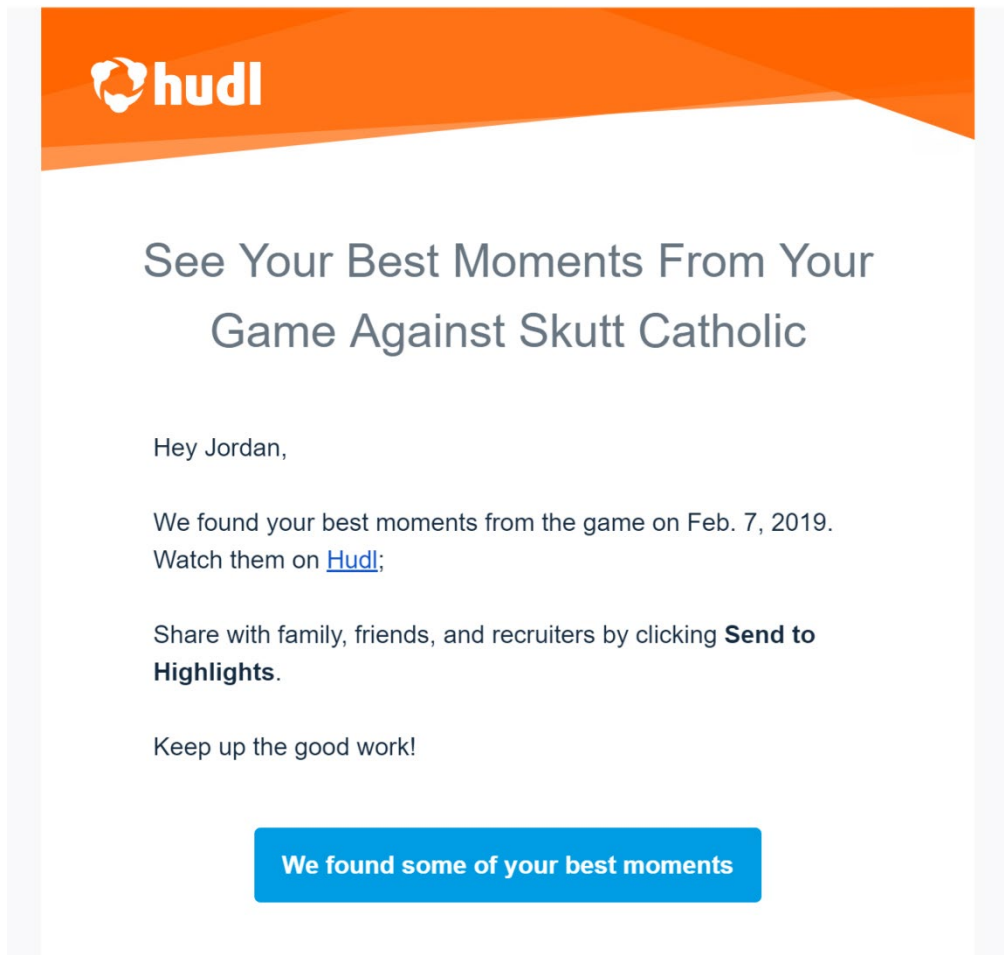 hudl
See Your Best Moments From Your
Game Against Skutt Catholic
Hey Jordan,
We found your best moments from the game on Feb. 7, 2019.
Watch them on Hudl;
Share with family, friends, and recruiters by clicking Send to
Highlights.
Keep up the good work!
We found some of your best moments